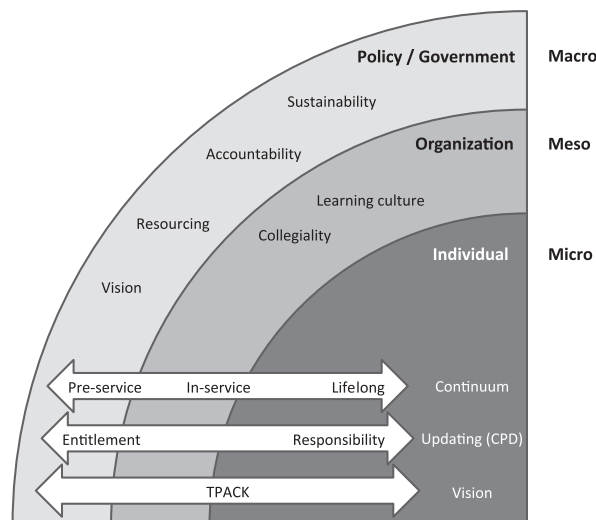 Policy / Government Macro
Sustainability
Accountability
Organization Meso
Learning culture
Resourcing
Collegiality
Individual Micro
Vision
Pre-service In-service Lifelong Continuum
Entitlement Responsibility Updating (CPD)
TPACK Vision